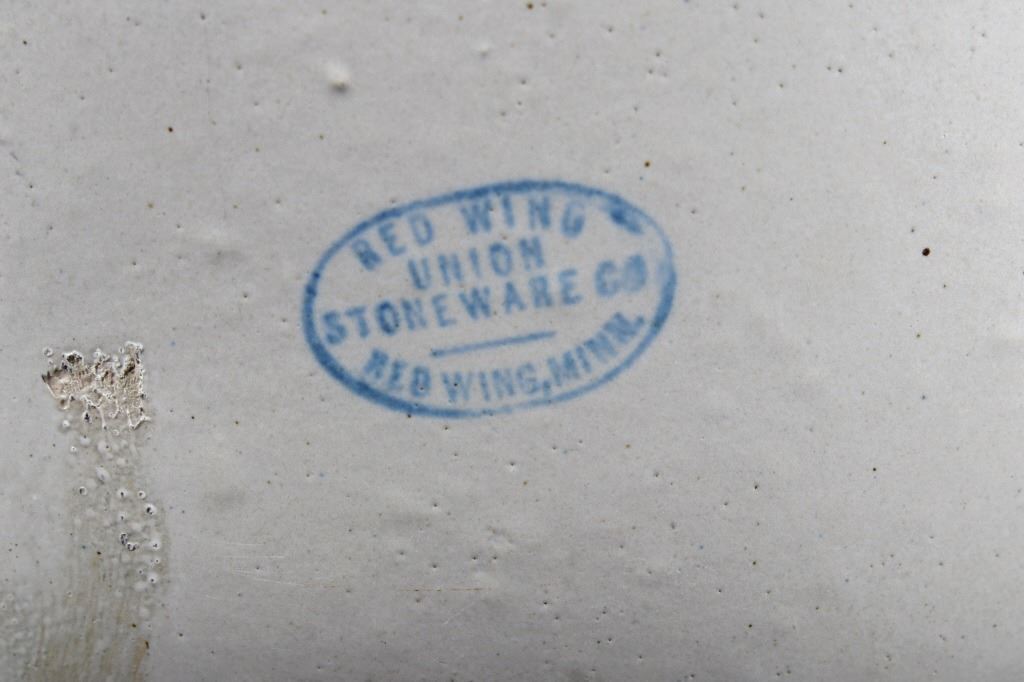 RED WING
UNION
STONEWARE CO
RED WING, MINN.